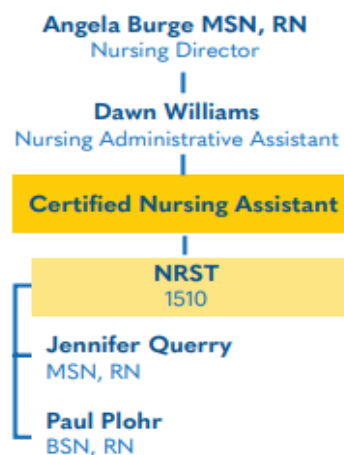 Angela Burge MSN, RN
Nursing Director
Dawn Williams
Nursing Administrative Assistant
Certified Nursing Assistant
NRST
1510
Jennifer Querry
MSN, RN
Paul Plohr
BSN, RN